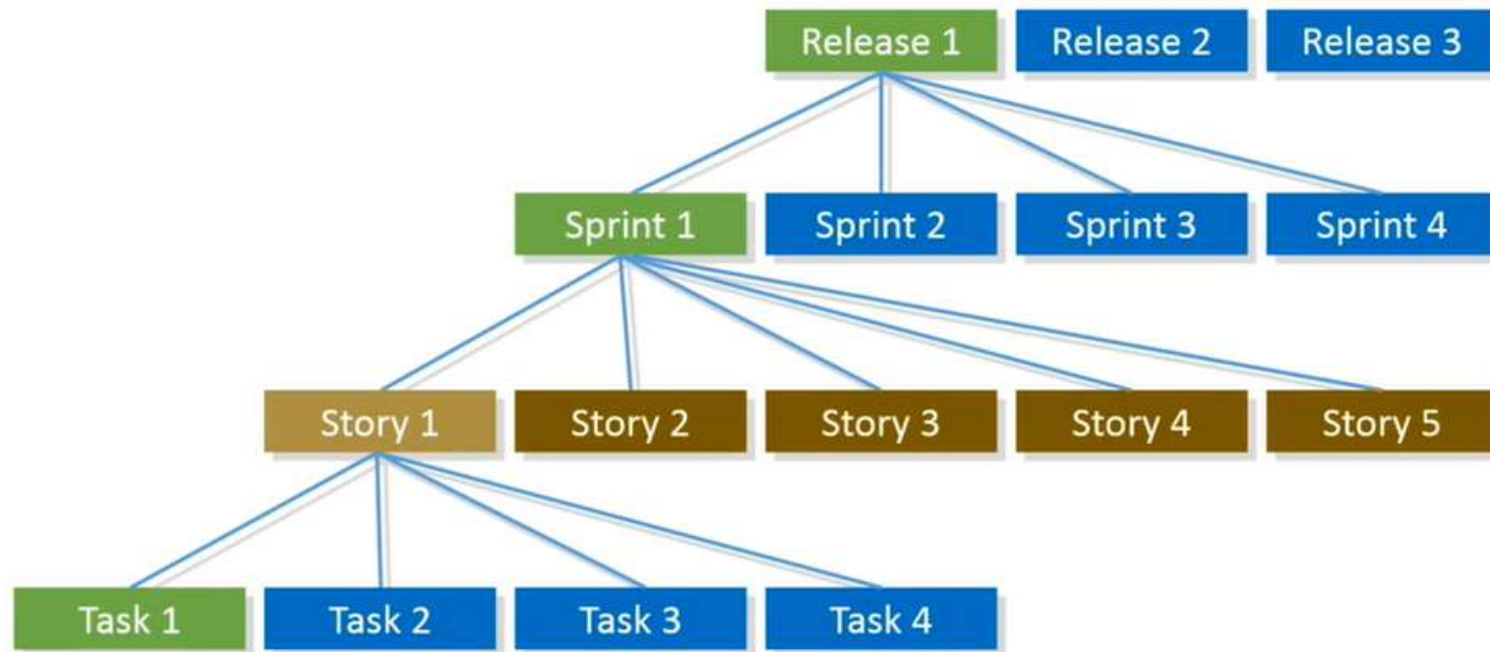 Release 1 Release 2 Release 3
Sprint 1 Sprint 2 Sprint 3 Sprint 4
Story 1 Story 2 Story 3 Story 4 Story 5
Task 1 Task 2 Task 3 Task 4